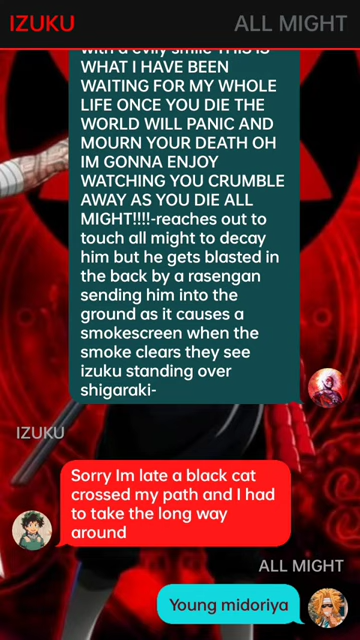 IZUKU
ALL MIGHT
with a evily smile THIS IS
WHAT I HAVE BEEN
WAITING FOR MY WHOLE
LIFE ONCE YOU DIE THE
WORLD WILL PANIC AND
MOURN YOUR DEATH OH
IM GONNA ENJOY
WATCHING YOU CRUMBLE
AWAY AS YOU DIE ALL
MIGHT!!!!-reaches out to
touch all might to decay
him but he gets blasted in
the back by a rasengan
sending him into the
ground as it causes a
smokescreen when the
smoke clears they see
izuku standing over
shigaraki-
IZUKU
Sorry Im late a black cat
crossed my path and I had
to take the long way
around
ALL MIGHT
Young midoriya